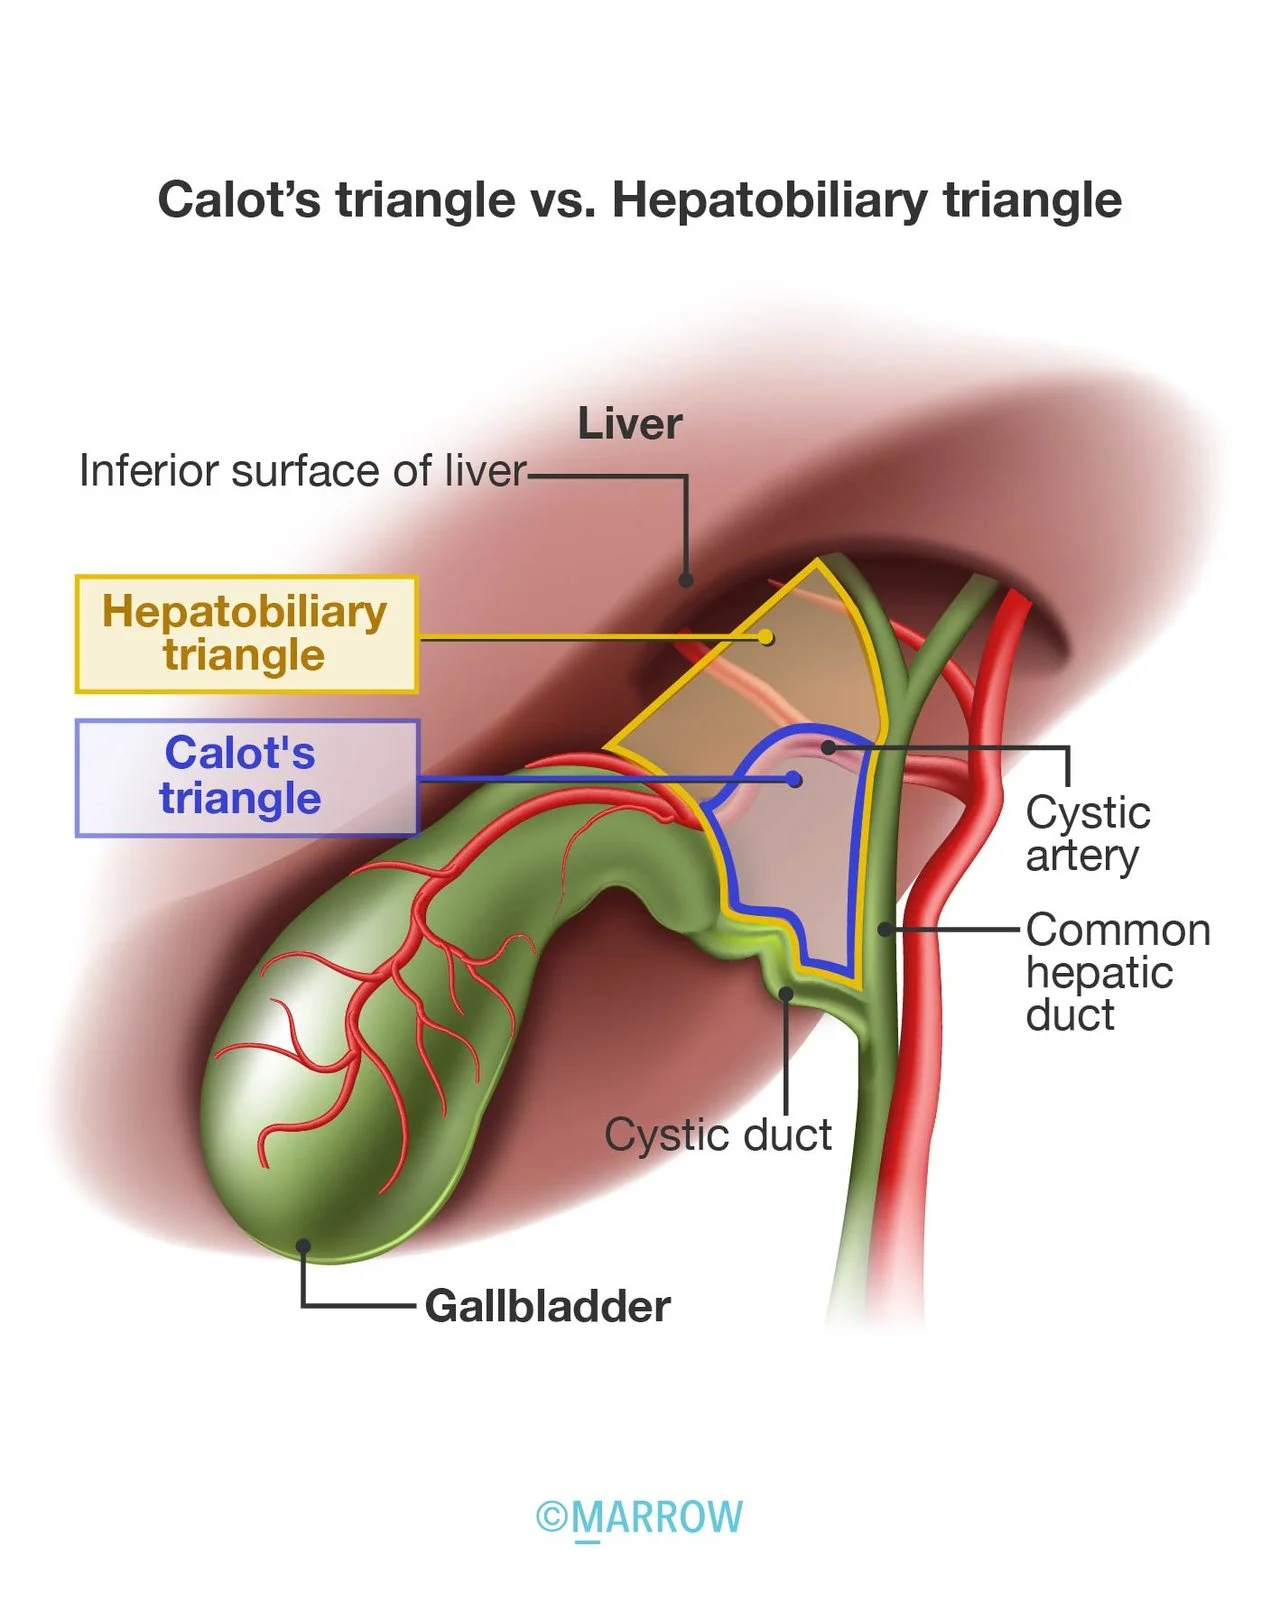 Calot’s triangle vs. Hepatobiliary triangle
Liver
Inferior surface of liver
Hepatobiliary
triangle
Calot's
triangle
Cystic
artery
Common
hepatic
duct
Cystic duct
Gallbladder
©MARROW